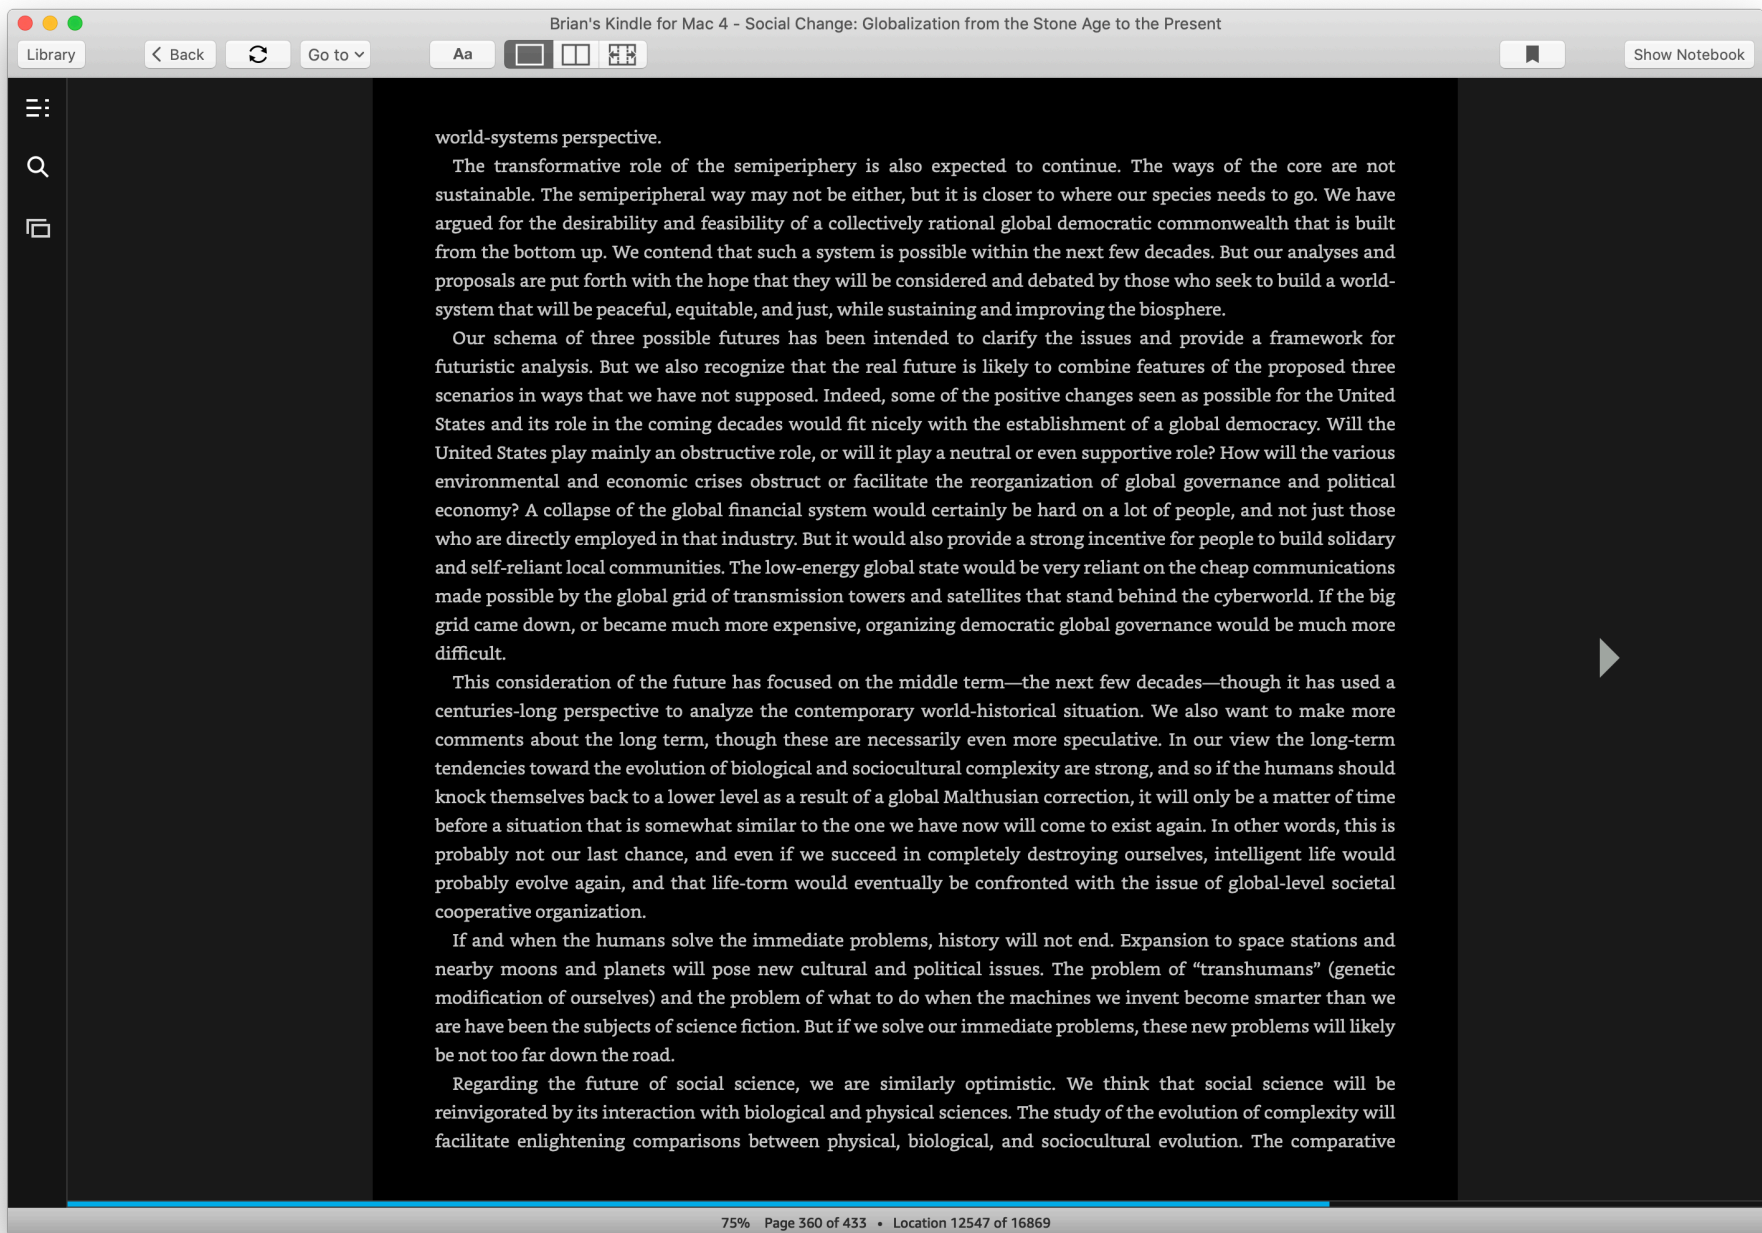 Brian's Kindle for Mac 4 - Social Change: Globalization from the Stone Age to the Present
Library
Back
Go to
Aa
Show Notebook
world-systems perspective.
The transformative role of the semiperiphery is also expected to continue. The ways of the core are not
sustainable. The semiperipheral way may not be either, but it is closer to where our species needs to go. We have
argued for the desirability and feasibility of a collectively rational global democratic commonwealth that is built
from the bottom up. We contend that such a system is possible within the next few decades. But our analyses and
proposals are put forth with the hope that they will be considered and debated by those who seek to build a world-
system that will be peaceful, equitable, and just, while sustaining and improving the biosphere.
Our schema of three possible futures has been intended to clarify the issues and provide a framework for
futuristic analysis. But we also recognize that the real future is likely to combine features of the proposed three
scenarios in ways that we have not supposed. Indeed, some of the positive changes seen as possible for the United
States and its role in the coming decades would fit nicely with the establishment of a global democracy. Will the
United States play mainly an obstructive role, or will it play a neutral or even supportive role? How will the various
environmental and economic crises obstruct or facilitate the reorganization of global governance and political
economy? A collapse of the global financial system would certainly be hard on a lot of people, and not just those
who are directly employed in that industry. But it would also provide a strong incentive for people to build solidary
and self-reliant local communities. The low-energy global state would be very reliant on the cheap communications
made possible by the global grid of transmission towers and satellites that stand behind the cyberworld. If the big
grid came down, or became much more expensive, organizing democratic global governance would be much more
difficult.
This consideration of the future has focused on the middle term—the next few decades—though it has used a
centuries-long perspective to analyze the contemporary world-historical situation. We also want to make more
comments about the long term, though these are necessarily even more speculative. In our view the long-term
tendencies toward the evolution of biological and sociocultural complexity are strong, and so if the humans should
knock themselves back to a lower level as a result of a global Malthusian correction, it will only be a matter of time
before a situation that is somewhat similar to the one we have now will come to exist again. In other words, this is
probably not our last chance, and even if we succeed in completely destroying ourselves, intelligent life would
probably evolve again, and that life-torm would eventually be confronted with the issue of global-level societal
cooperative organization.
If and when the humans solve the immediate problems, history will not end. Expansion to space stations and
nearby moons and planets will pose new cultural and political issues. The problem of “transhumans” (genetic
modification of ourselves) and the problem of what to do when the machines we invent become smarter than we
are have been the subjects of science fiction. But if we solve our immediate problems, these new problems will likely
be not too far down the road.
Regarding the future of social science, we are similarly optimistic. We think that social science will be
reinvigorated by its interaction with biological and physical sciences. The study of the evolution of complexity will
facilitate enlightening comparisons between physical, biological, and sociocultural evolution. The comparative
75% Page 360 of 433 • Location 12547 of 16869